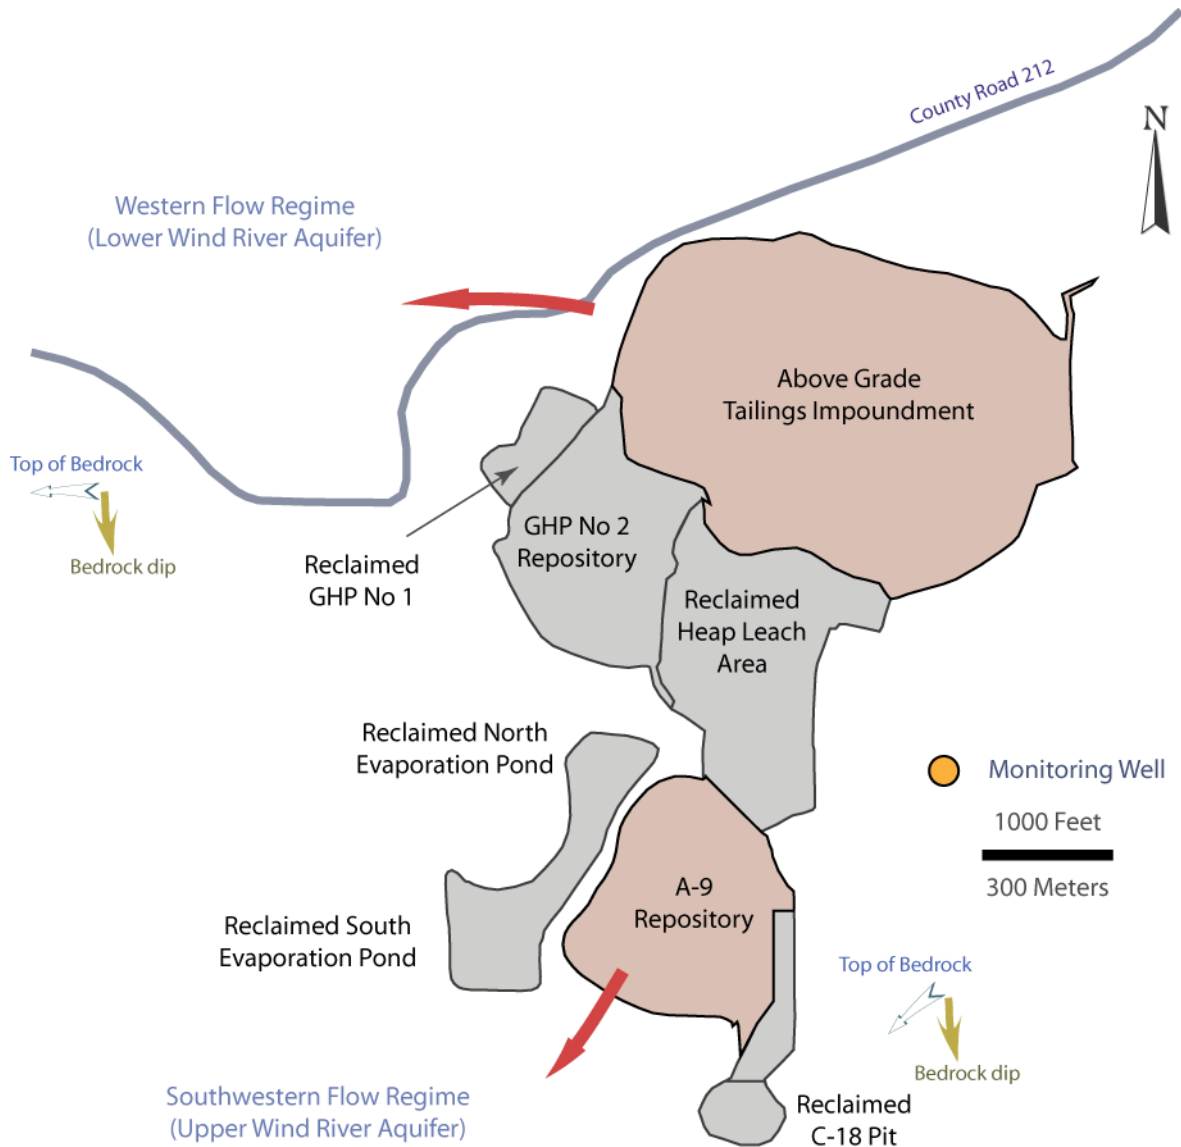 County Road 212
N
Western Flow Regime
(Lower Wind River Aquifer)
Above Grade
Tailings Impoundment
Top of Bedrock
Bedrock dip
Reclaimed
GHP No 1
GHP No 2
Repository
Reclaimed
Heap Leach
Area
Reclaimed North
Evaporation Pond
Monitoring Well
1000 Feet
300 Meters
A-9
Repository
Reclaimed South
Evaporation Pond
Top of Bedrock
Bedrock dip
Southwestern Flow Regime
(Upper Wind River Aquifer)
Reclaimed
C-18 Pit